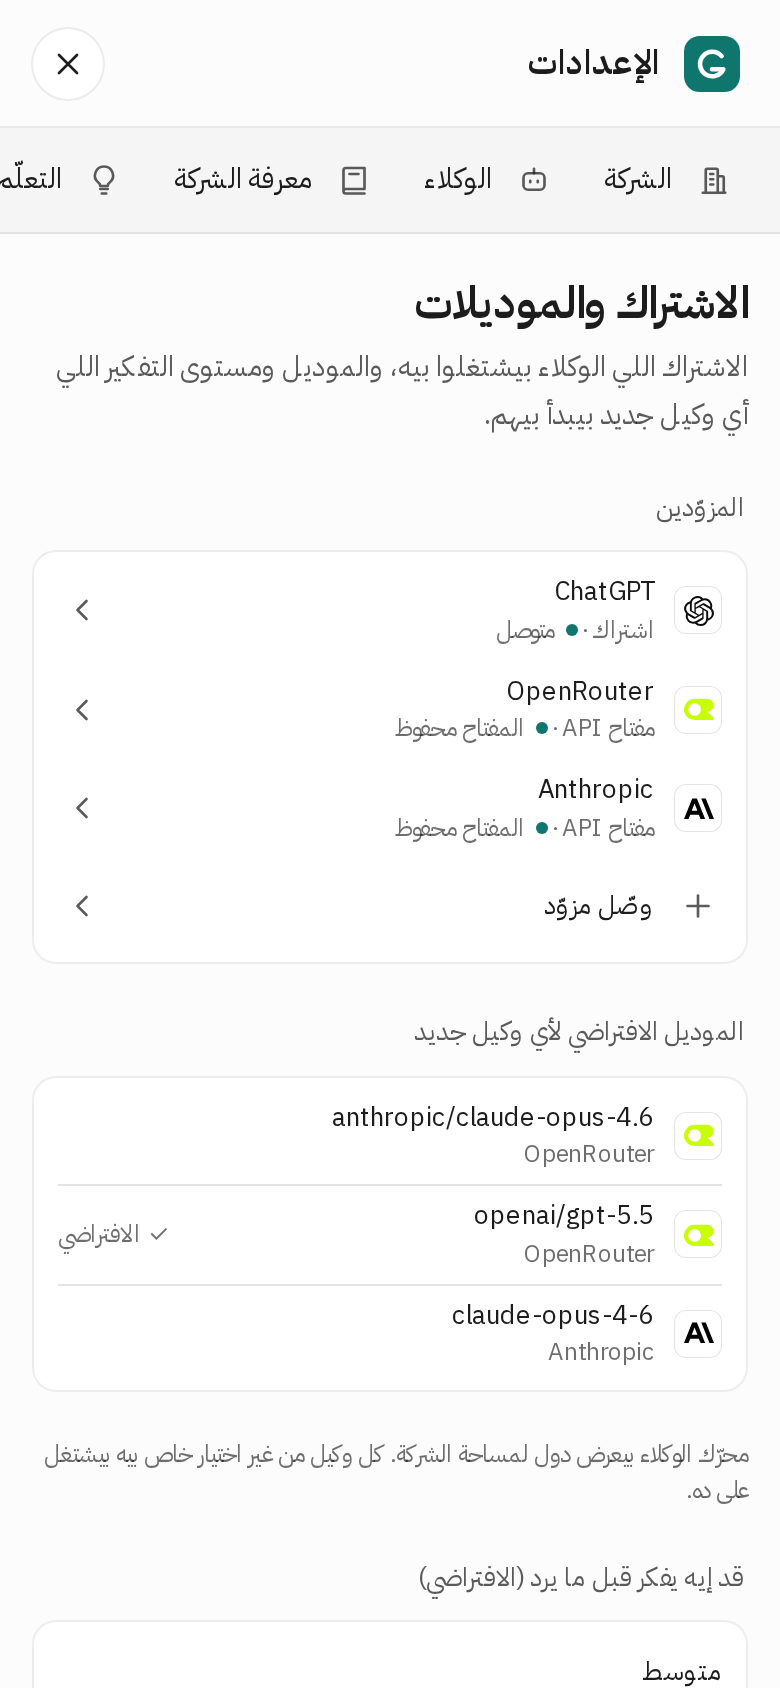 الإعدادات
الشركة
الوكلاء
معرفة الشركة
الاشتراك والموديلات
الاشتراك اللي الوكلاء بيشتغلوا بيه، والموديل ومستوى التفكير اللي
أي وكيل جديد بيبدأ بيهم.
المزوّدين
ChatGPT
اشتراك · متوصل
OpenRouter
مفتاح API · المفتاح محفوظ
Anthropic
مفتاح API · المفتاح محفوظ
وصّل مزوّد
الموديل الافتراضي لأي وكيل جديد
anthropic/claude-opus-4.6
OpenRouter
openai/gpt-5.5
OpenRouter
الافتراضي
claude-opus-4-6
Anthropic
محرّك الوكلاء بيعرض دول لمساحة الشركة. كل وكيل من غير اختيار خاص بيه بيشتغل
على ده.
قد إيه يفكر قبل ما يرد (الافتراضي)
متوسط